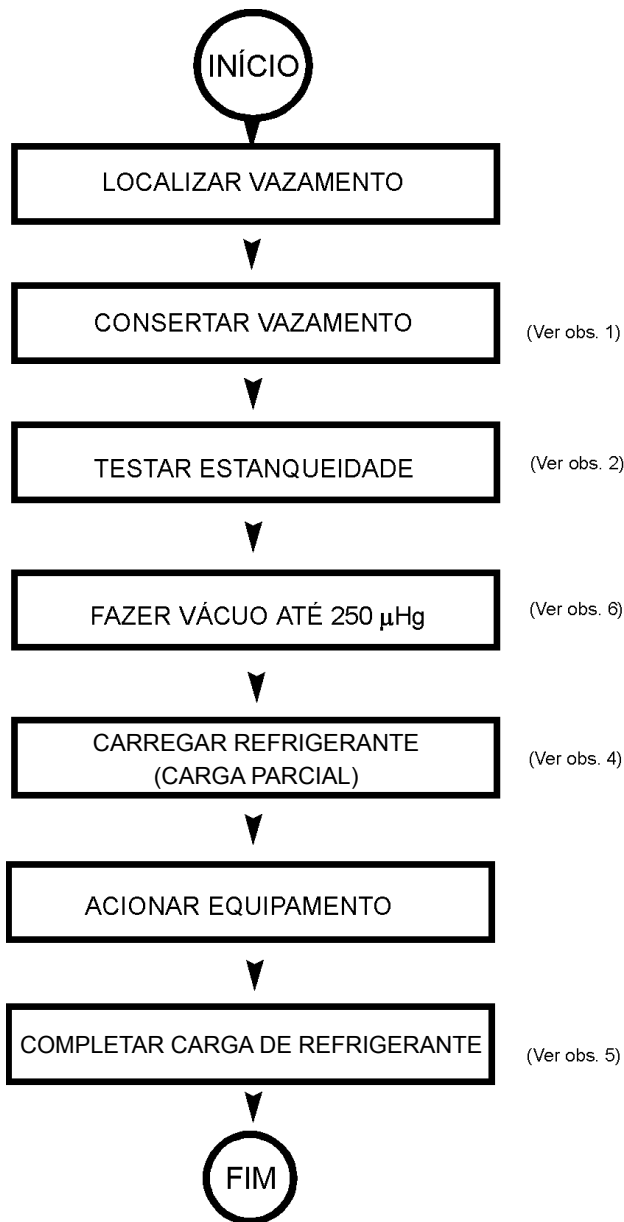 INÍCIO
LOCALIZAR VAZAMENTO
CONSERTAR VAZAMENTO
(Ver obs. 1)
TESTAR ESTANQUEIDADE
(Ver obs. 2)
FAZER VÁCUO ATÉ 250 μHg
(Ver obs. 6)
CARREGAR REFRIGERANTE
(CARGA PARCIAL)
(Ver obs. 4)
ACIONAR EQUIPAMENTO
COMPLETAR CARGA DE REFRIGERANTE
(Ver obs. 5)
FIM